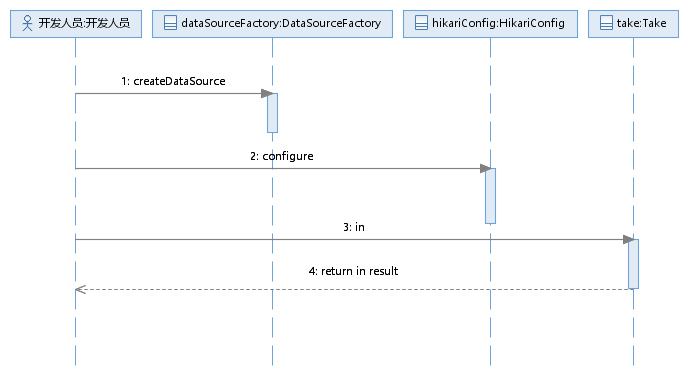 开发人员:开发人员
dataSourceFactory:DataSourceFactory
hikariConfig:HikariConfig
take:Take
1: createDataSource
2: configure
3: in
4: return in result